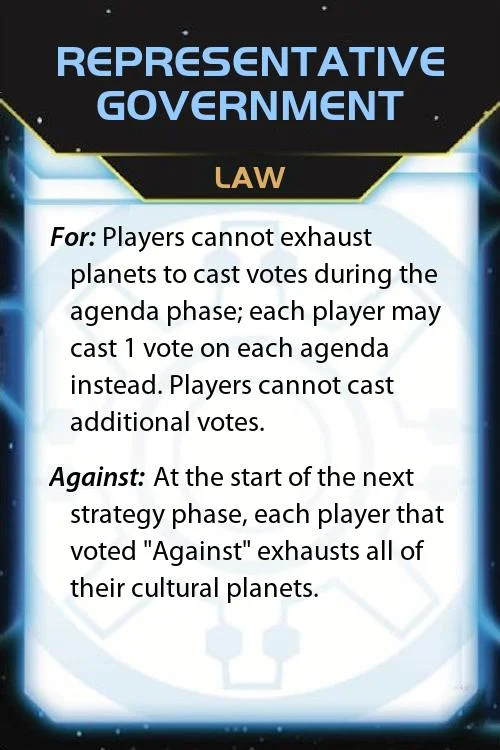 REPRESENTATIVE
GOVERNMENT
LAW
For: Players cannot exhaust
planets to cast votes during the
agenda phase; each player may
cast 1 vote on each agenda
instead. Players cannot cast
additional votes.
Against: At the start of the next
strategy phase, each player that
voted "Against" exhausts all of
their cultural planets.